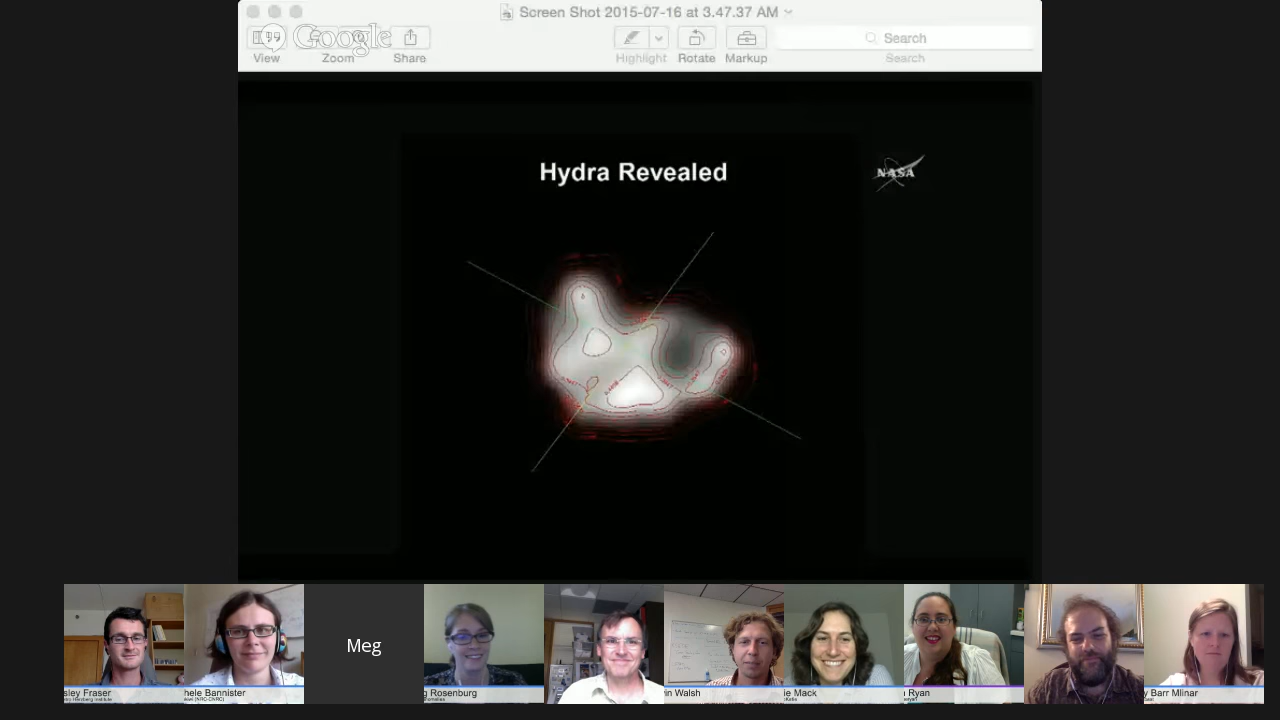 Screen Shot 2015-07-16 at 3.47.37 AM
Google
Search
View
Zoom
Share
Highlight
Rotate
Markup
Search
Hydra Revealed
NASA
Meg
sley Fraser
hele Bannister
g Rosenburg
in Walsh
ie Mack
Ryan
y Barr Mlinar